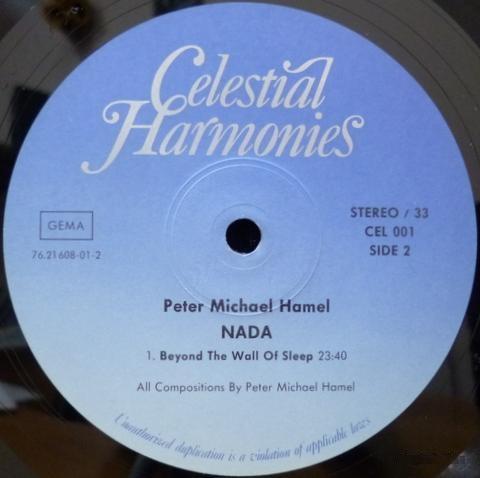 Celestial
Harmonies
GEMA
76.21608-01-2
STEREO / 33
CEL 001
SIDE 2
Peter Michael Hamel
NADA
1. Beyond The Wall Of Sleep 23:40
All Compositions By Peter Michael Hamel
Unauthorized duplication is a violation of applicable laws